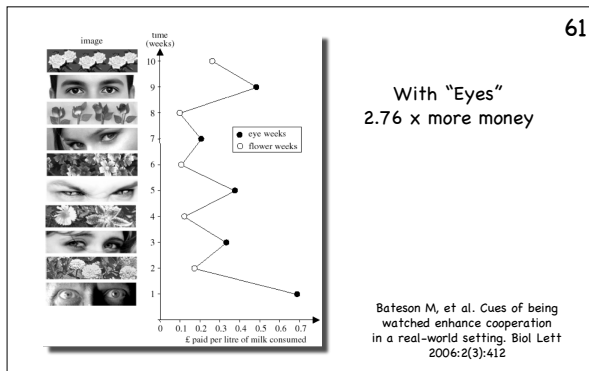 61
image
time
(weeks)
10
9
8
7
6
5
4
3
2
1
0
eye weeks
flower weeks
0 0.1 0.2 0.3 0.4 0.5 0.6 0.7
£ paid per litre of milk consumed
With “Eyes”
2.76 x more money
Bateson M, et al. Cues of being
watched enhance cooperation
in a real-world setting. Biol Lett
2006:2(3):412